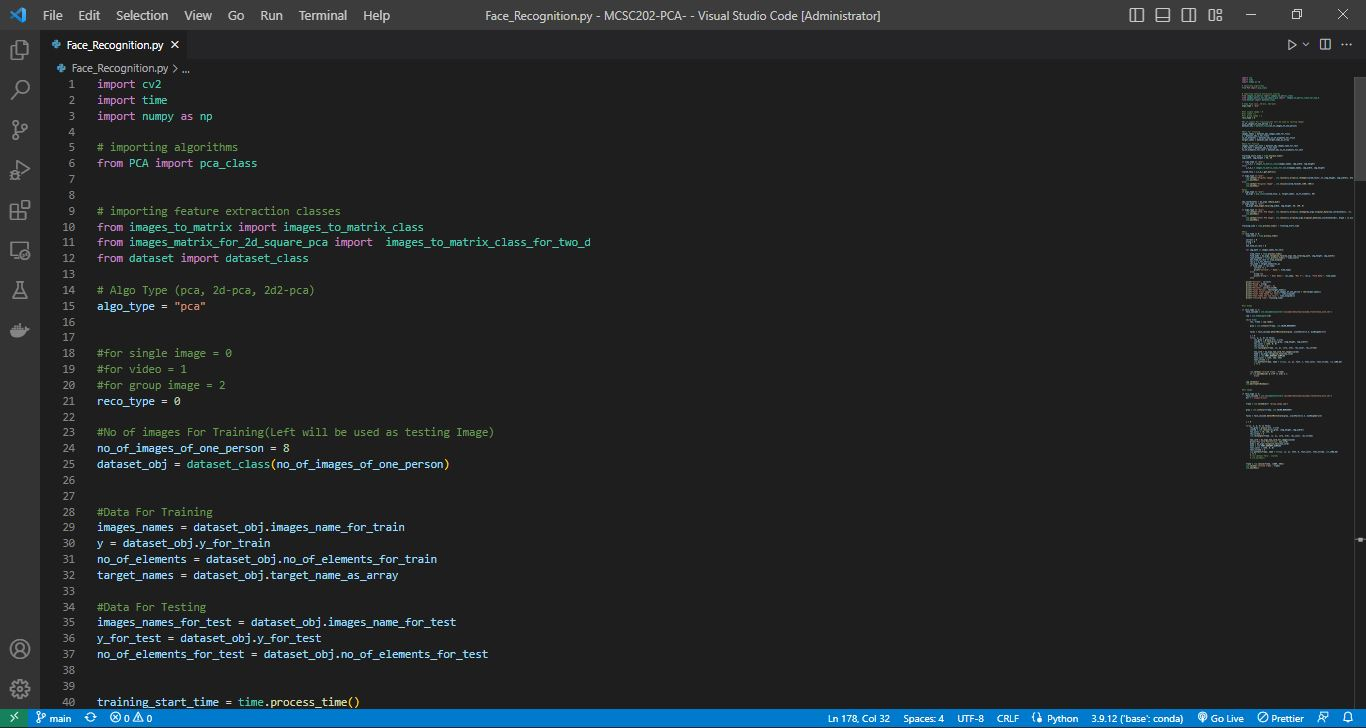 File Edit Selection View Go Run Terminal Help Face_Recognition.py - MCSC202-PCA- - Visual Studio Code [Administrator]
Face_Recognition.py
Face_Recognition.py > ...
1 import cv2
2 import time
3 import numpy as np
4
5 # importing algorithms
6 from PCA import pca_class
7
8
9 # importing feature extraction classes
10 from images_to_matrix import images_to_matrix_class
11 from images_matrix_for_2d_square_pca import  images_to_matrix_class_for_two_d
12 from dataset import dataset_class
13
14 # Algo Type (pca, 2d-pca, 2d2-pca)
15 algo_type = "pca"
16
17
18 #for single image = 0
19 #for video = 1
20 #for group image = 2
21 reco_type = 0
22
23 #No of images For Training(Left will be used as testing Image)
24 no_of_images_of_one_person = 8
25 dataset_obj = dataset_class(no_of_images_of_one_person)
26
27
28 #Data For Training
29 images_names = dataset_obj.images_name_for_train
30 y = dataset_obj.y_for_train
31 no_of_elements = dataset_obj.no_of_elements_for_train
32 target_names = dataset_obj.target_name_as_array
33
34 #Data For Testing
35 images_names_for_test = dataset_obj.images_name_for_test
36 y_for_test = dataset_obj.y_for_test
37 no_of_elements_for_test = dataset_obj.no_of_elements_for_test
38
39
40 training_start_time = time.process_time()
main 0 0 Ln 178, Col 32 Spaces: 4 UTF-8 CRLF Python 3.9.12 ('base': conda) Go Live Prettier